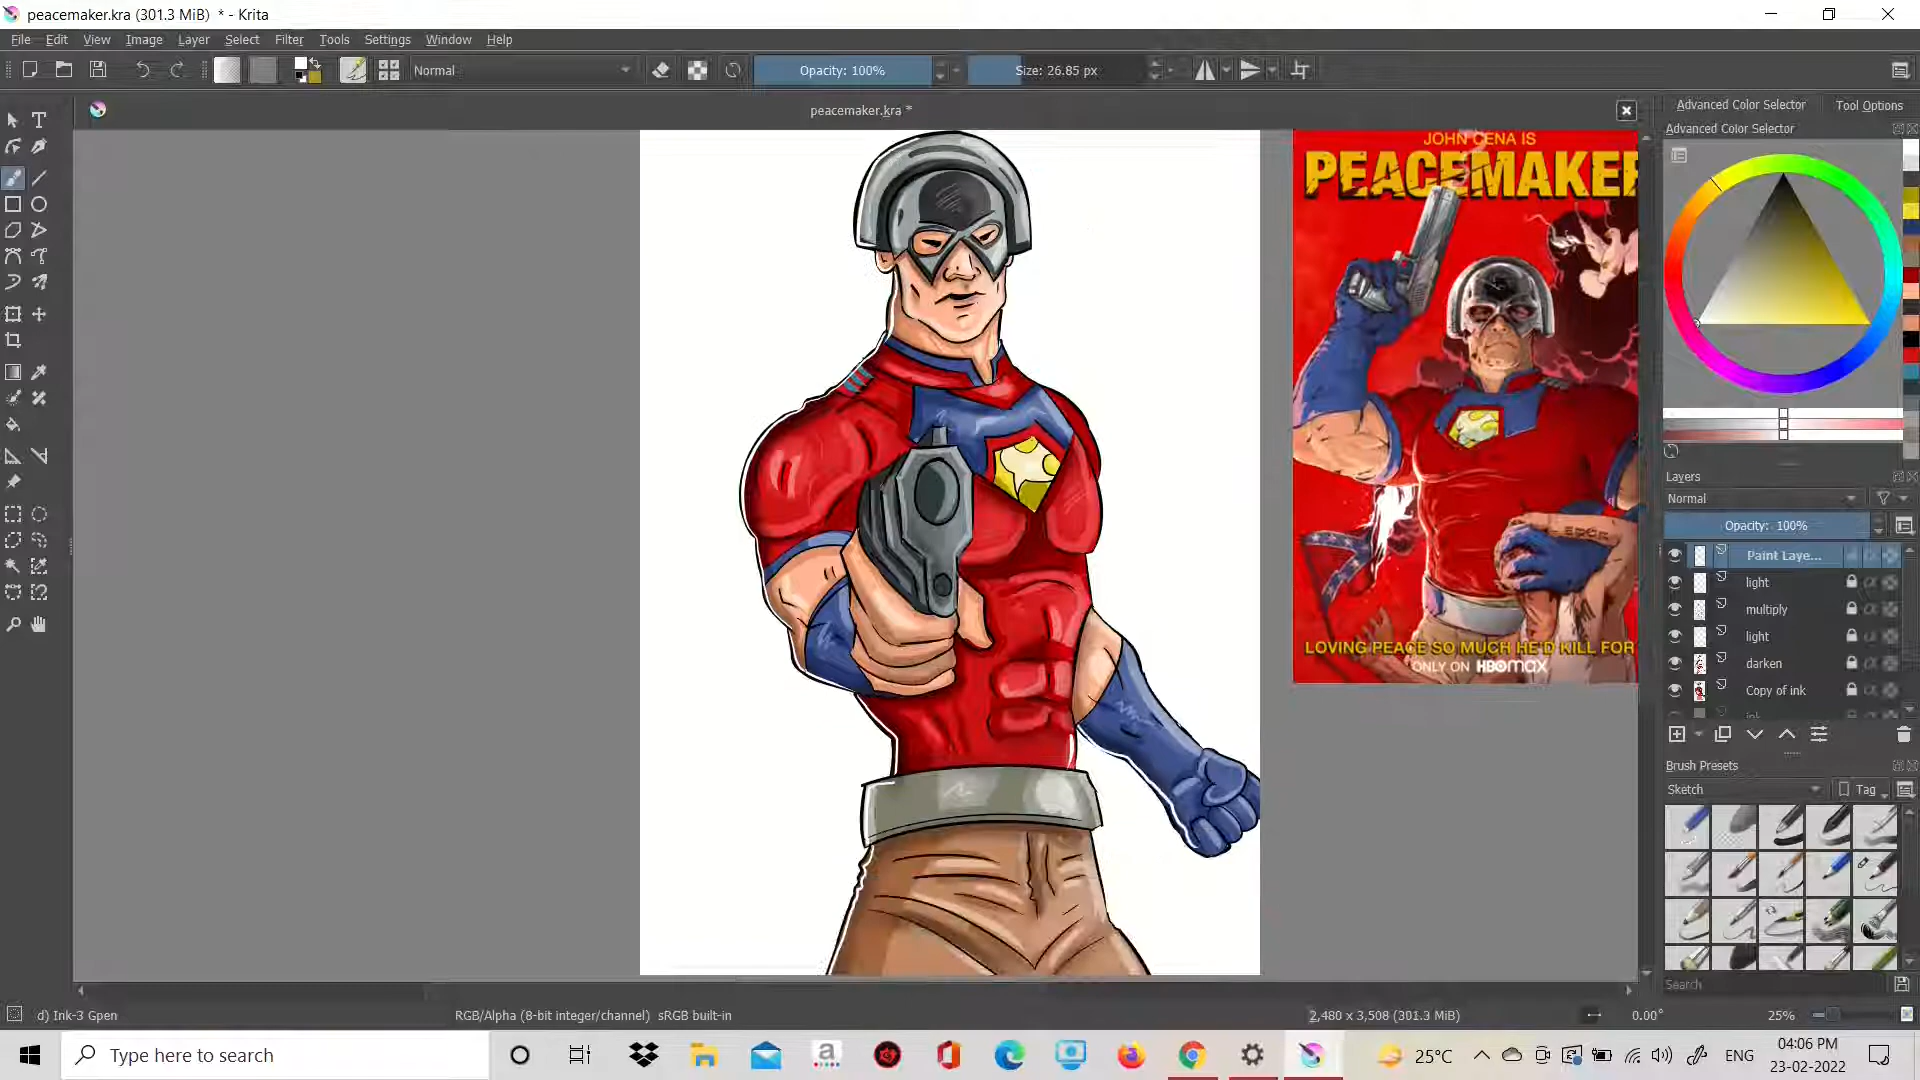 peacemaker.kra (301.3 MiB) * - Krita
File Edit View Image Layer Select Filter Tools Settings Window Help
Normal Opacity: 100% Size: 26.85 px
peacemaker.kra *
Advanced Color Selector Tool Options
Advanced Color Selector
JOHN CENA IS
PEACEMAKER
LOVING PEACE SO MUCH HE'D KILL FOR
ONLY ON HBOMAX
Layers
Normal
Opacity: 100%
Paint Laye...
light
multiply
light
darken
Copy of ink
ink
Brush Presets
Sketch Tag
Search
d) Ink-3 Gpen RGB/Alpha (8-bit integer/channel) sRGB built-in 2,480 x 3,508 (301.3 MiB) 0.00° 25%
Type here to search 25°C ENG 04:06 PM
23-02-2022